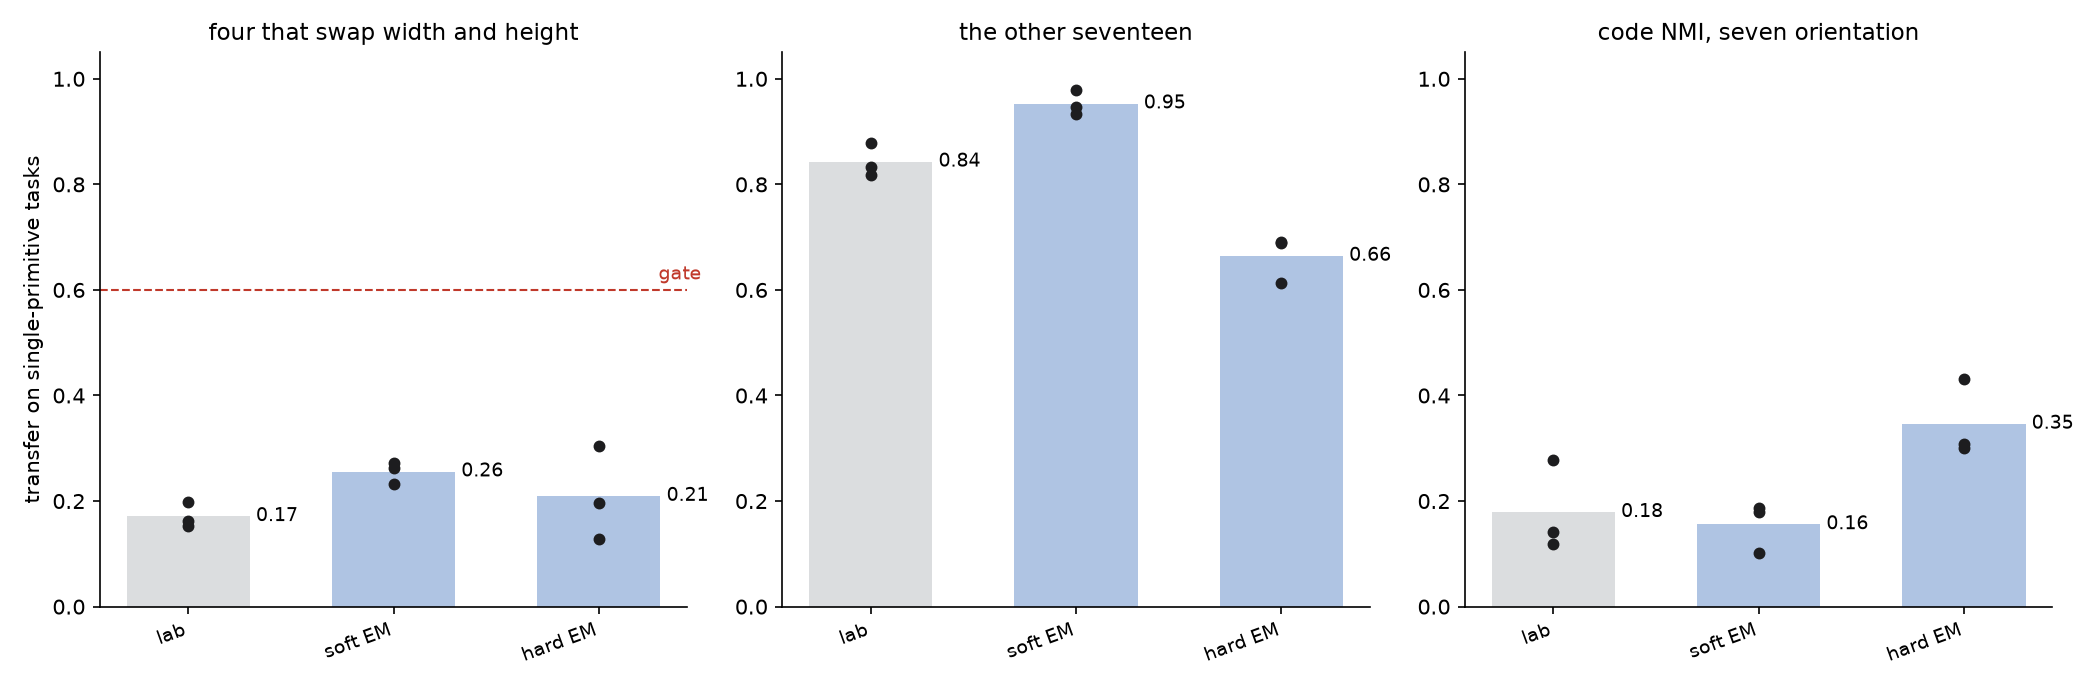 four that swap width and height
the other seventeen
code NMI, seven orientation
transfer on single-primitive tasks
1.0
0.8
0.6
0.4
0.2
0.0
gate
0.17
0.26
0.21
lab
soft EM
hard EM
1.0
0.8
0.6
0.4
0.2
0.0
0.84
0.95
0.66
lab
soft EM
hard EM
1.0
0.8
0.6
0.4
0.2
0.0
0.18
0.16
0.35
lab
soft EM
hard EM